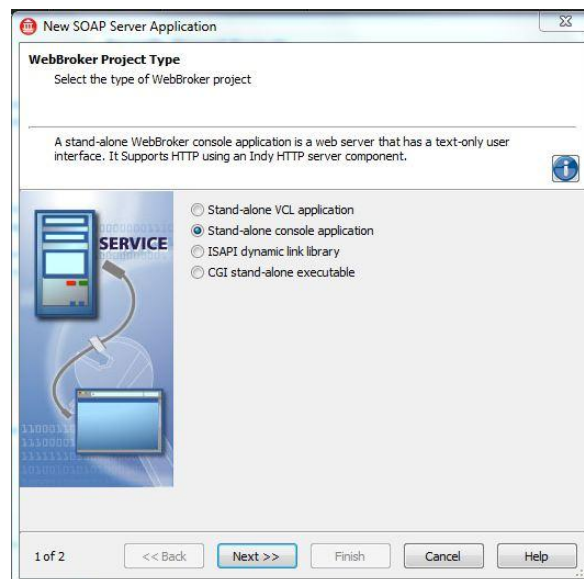 New SOAP Server Application
WebBroker Project Type
Select the type of WebBroker project
A stand-alone WebBroker console application is a web server that has a text-only user
interface. It Supports HTTP using an Indy HTTP server component.
SERVICE
Stand-alone VCL application
Stand-alone console application
ISAPI dynamic link library
CGI stand-alone executable
1 of 2
<< Back
Next >>
Finish
Cancel
Help